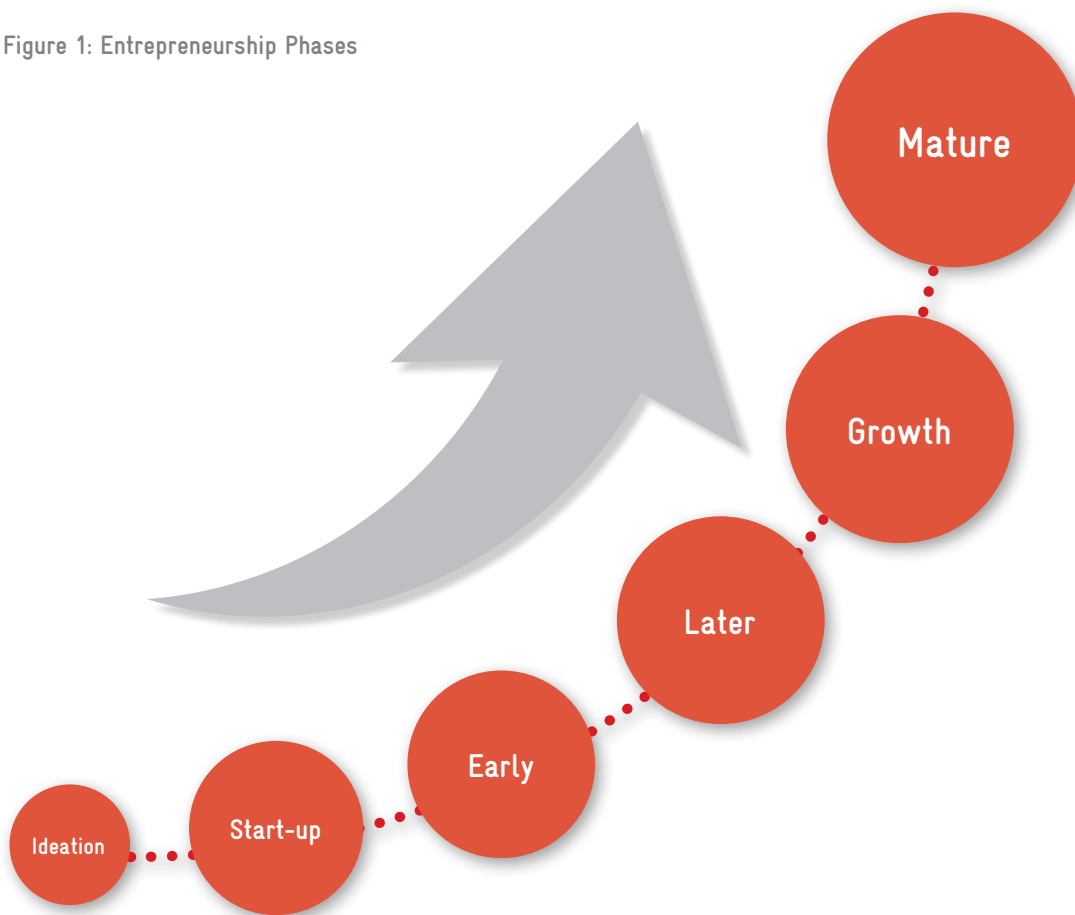 Figure 1: Entrepreneurship Phases
Ideation
Start-up
Early
Later
Growth
Mature